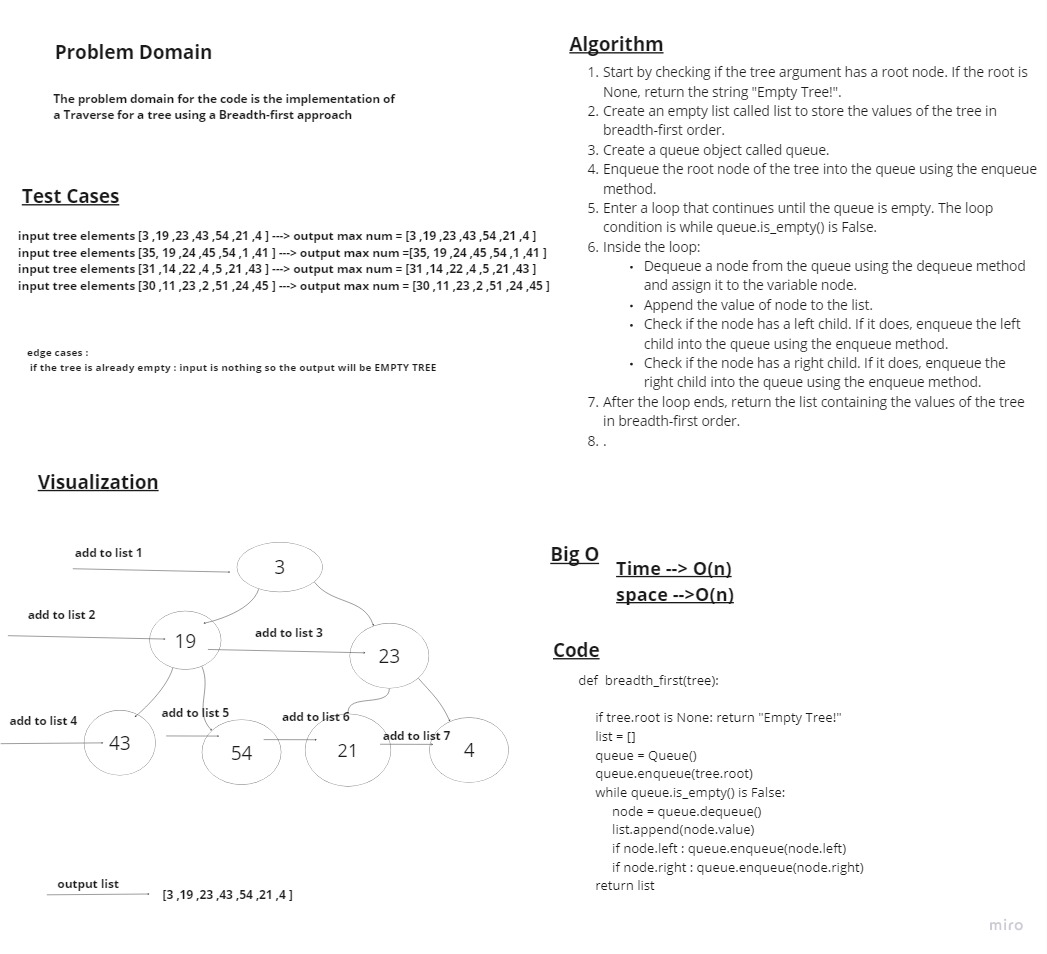 Problem Domain
The problem domain for the code is the implementation of
a Traverse for a tree using a Breadth-first approach
Test Cases
input tree elements [3 ,19 ,23 ,43 ,54 ,21 ,4 ] ---> output max num = [3 ,19 ,23 ,43 ,54 ,21 ,4 ]
input tree elements [35, 19 ,24 ,45 ,54 ,1 ,41 ] ---> output max num =[35, 19 ,24 ,45 ,54 ,1 ,41 ]
input tree elements [31 ,14 ,22 ,4 ,5 ,21 ,43 ] ---> output max num = [31 ,14 ,22 ,4 ,5 ,21 ,43 ]
input tree elements [30 ,11 ,23 ,2 ,51 ,24 ,45 ] ---> output max num = [30 ,11 ,23 ,2 ,51 ,24 ,45 ]
edge cases :
if the tree is already empty : input is nothing so the output will be EMPTY TREE
Algorithm
1. Start by checking if the tree argument has a root node. If the root is
None, return the string "Empty Tree!".
2. Create an empty list called list to store the values of the tree in
breadth-first order.
3. Create a queue object called queue.
4. Enqueue the root node of the tree into the queue using the enqueue
method.
5. Enter a loop that continues until the queue is empty. The loop
condition is while queue.is_empty() is False.
6. Inside the loop:
• Dequeue a node from the queue using the dequeue method
and assign it to the variable node.
• Append the value of node to the list.
• Check if the node has a left child. If it does, enqueue the left
child into the queue using the enqueue method.
• Check if the node has a right child. If it does, enqueue the
right child into the queue using the enqueue method.
7. After the loop ends, return the list containing the values of the tree
in breadth-first order.
8. .
Visualization
add to list 1
3
add to list 2
19
add to list 3
23
add to list 4
43
add to list 5
54
add to list 6
21
add to list 7
4
output list
[3 ,19 ,23 ,43 ,54 ,21 ,4 ]
Big O
Time --> O(n)
space -->O(n)
Code
def breadth_first(tree):
if tree.root is None: return "Empty Tree!"
list = []
queue = Queue()
queue.enqueue(tree.root)
while queue.is_empty() is False:
node = queue.dequeue()
list.append(node.value)
if node.left : queue.enqueue(node.left)
if node.right : queue.enqueue(node.right)
return list
miro